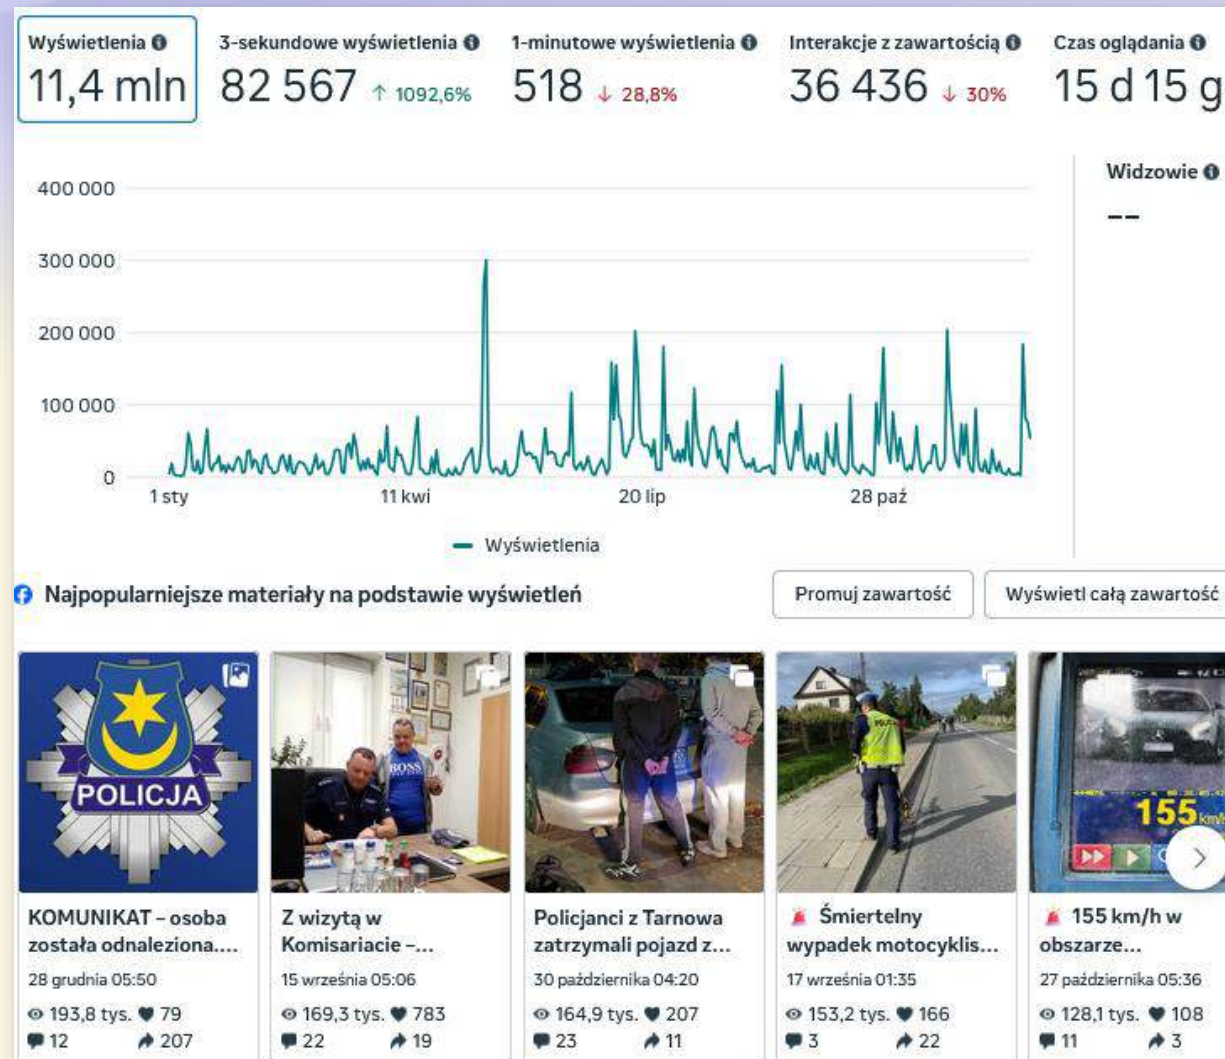 Wyświetlenia
11,4 mln
3-sekundowe wyświetlenia
82 567 ↑ 1092,6%
1-minutowe wyświetlenia
518 ↓ 28,8%
Interakcje z zawartością
36 436 ↓ 30%
Czas oglądania
15 d 15 g
Widzowie
--
400 000
300 000
200 000
100 000
0
1 sty
11 kwi
20 lip
28 paź
Wyświetlenia
Najpopularniejsze materiały na podstawie wyświetleń
Promuj zawartość
Wyświetl całą zawartość
POLICJA
KOMUNIKAT – osoba
została odnaleziona....
28 grudnia 05:50
193,8 tys. 79
12 207
BOSS
Z wizytą w
Komisariacie –...
15 września 05:06
169,3 tys. 783
22 19
Policjanci z Tarnowa
zatrzymali pojazd z...
30 października 04:20
164,9 tys. 207
23 11
POLICJA
🚨 Śmiertelny
wypadek motocyklis...
17 września 01:35
153,2 tys. 166
3 22
155 km/h
🚨 155 km/h w
obszarze...
27 października 05:36
128,1 tys. 108
11 3